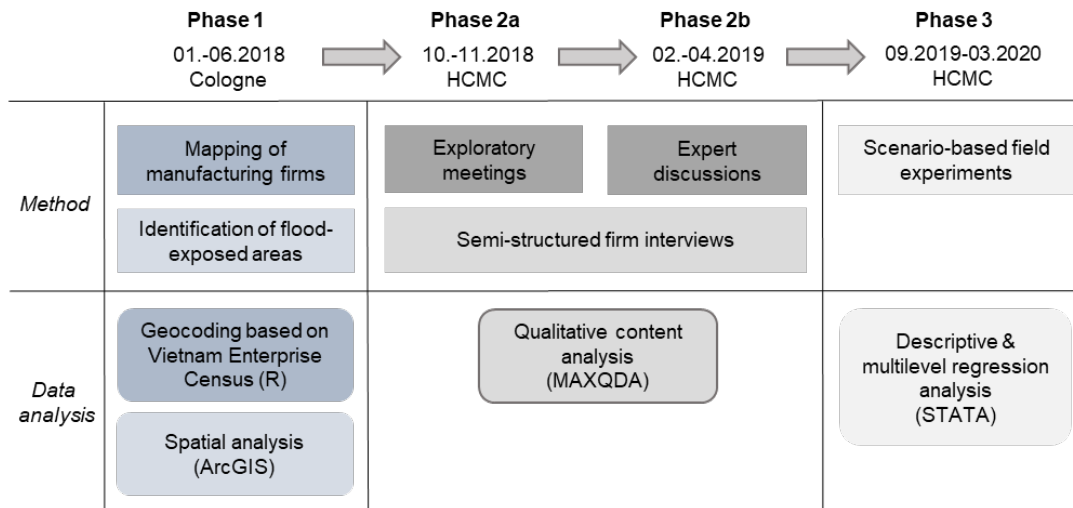 Phase 1
Phase 2a
Phase 2b
Phase 3
01.-06.2018
Cologne
10.-11.2018
HCMC
02.-04.2019
HCMC
09.2019-03.2020
HCMC
Method
Mapping of
manufacturing firms
Identification of flood-
exposed areas
Exploratory
meetings
Expert
discussions
Semi-structured firm interviews
Scenario-based field
experiments
Data
analysis
Geocoding based on
Vietnam Enterprise
Census (R)
Spatial analysis
(ArcGIS)
Qualitative content
analysis
(MAXQDA)
Descriptive &
multilevel regression
analysis
(STATA)